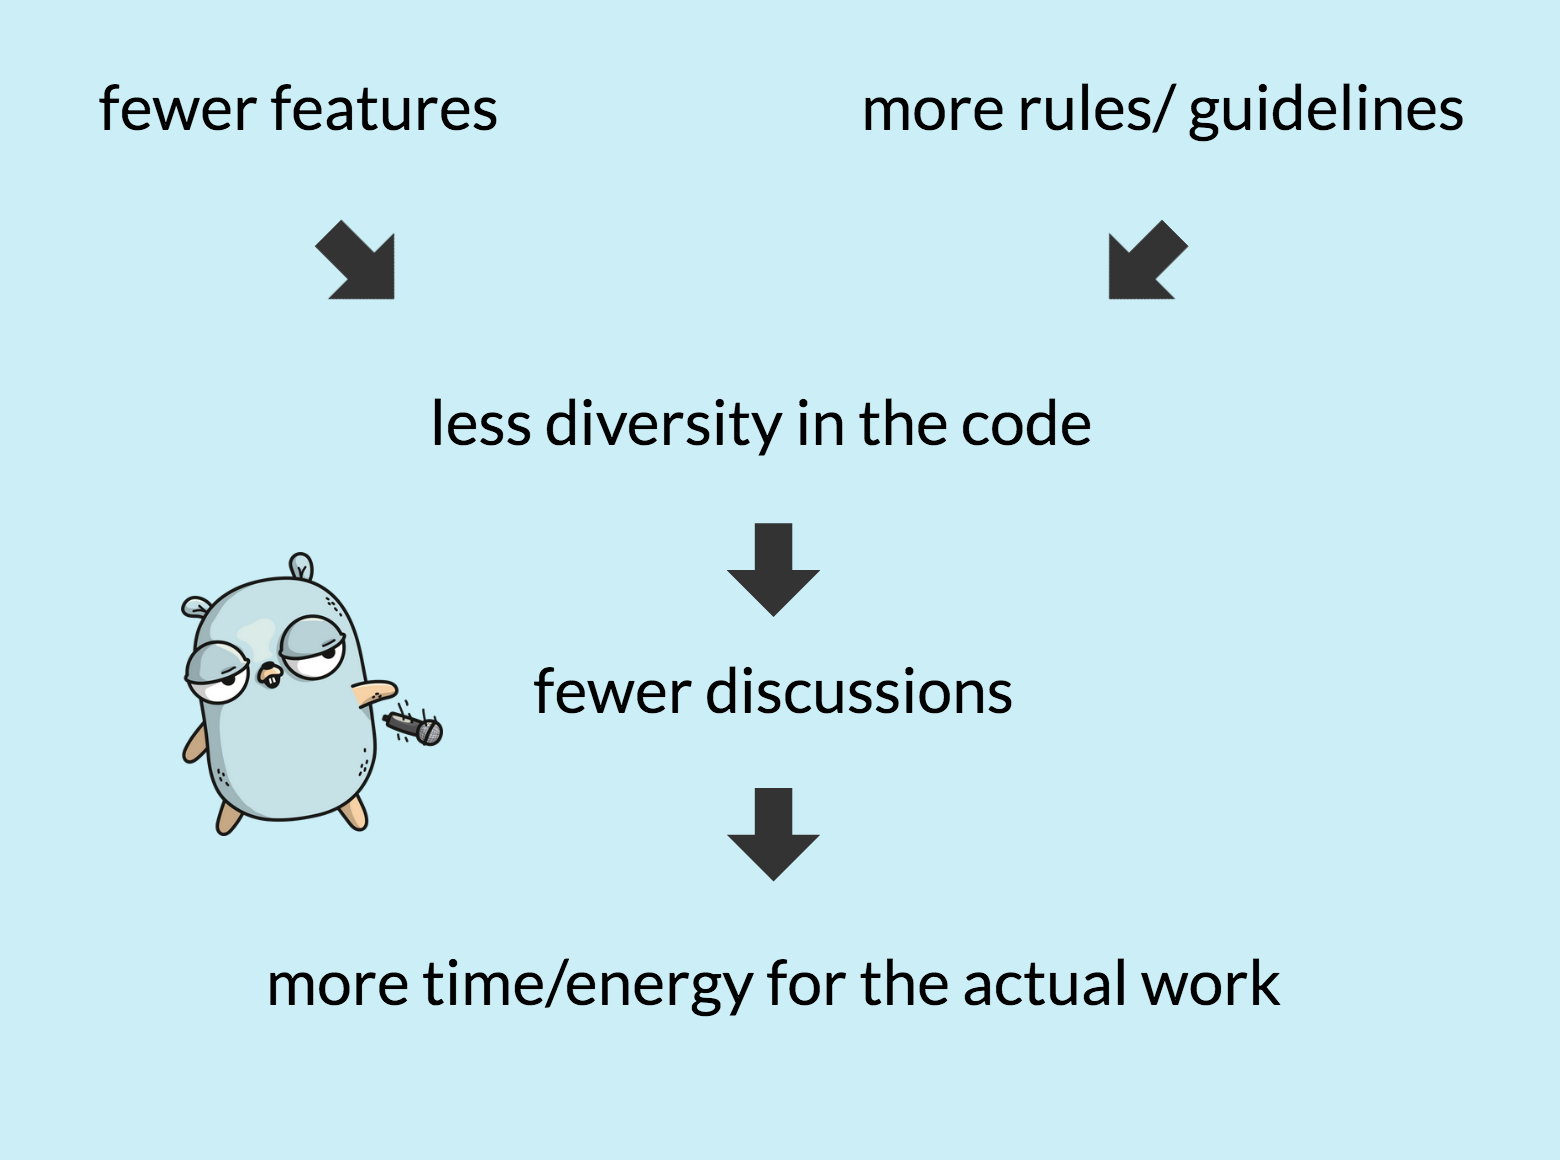 fewer features
more rules/ guidelines
less diversity in the code
fewer discussions
more time/energy for the actual work